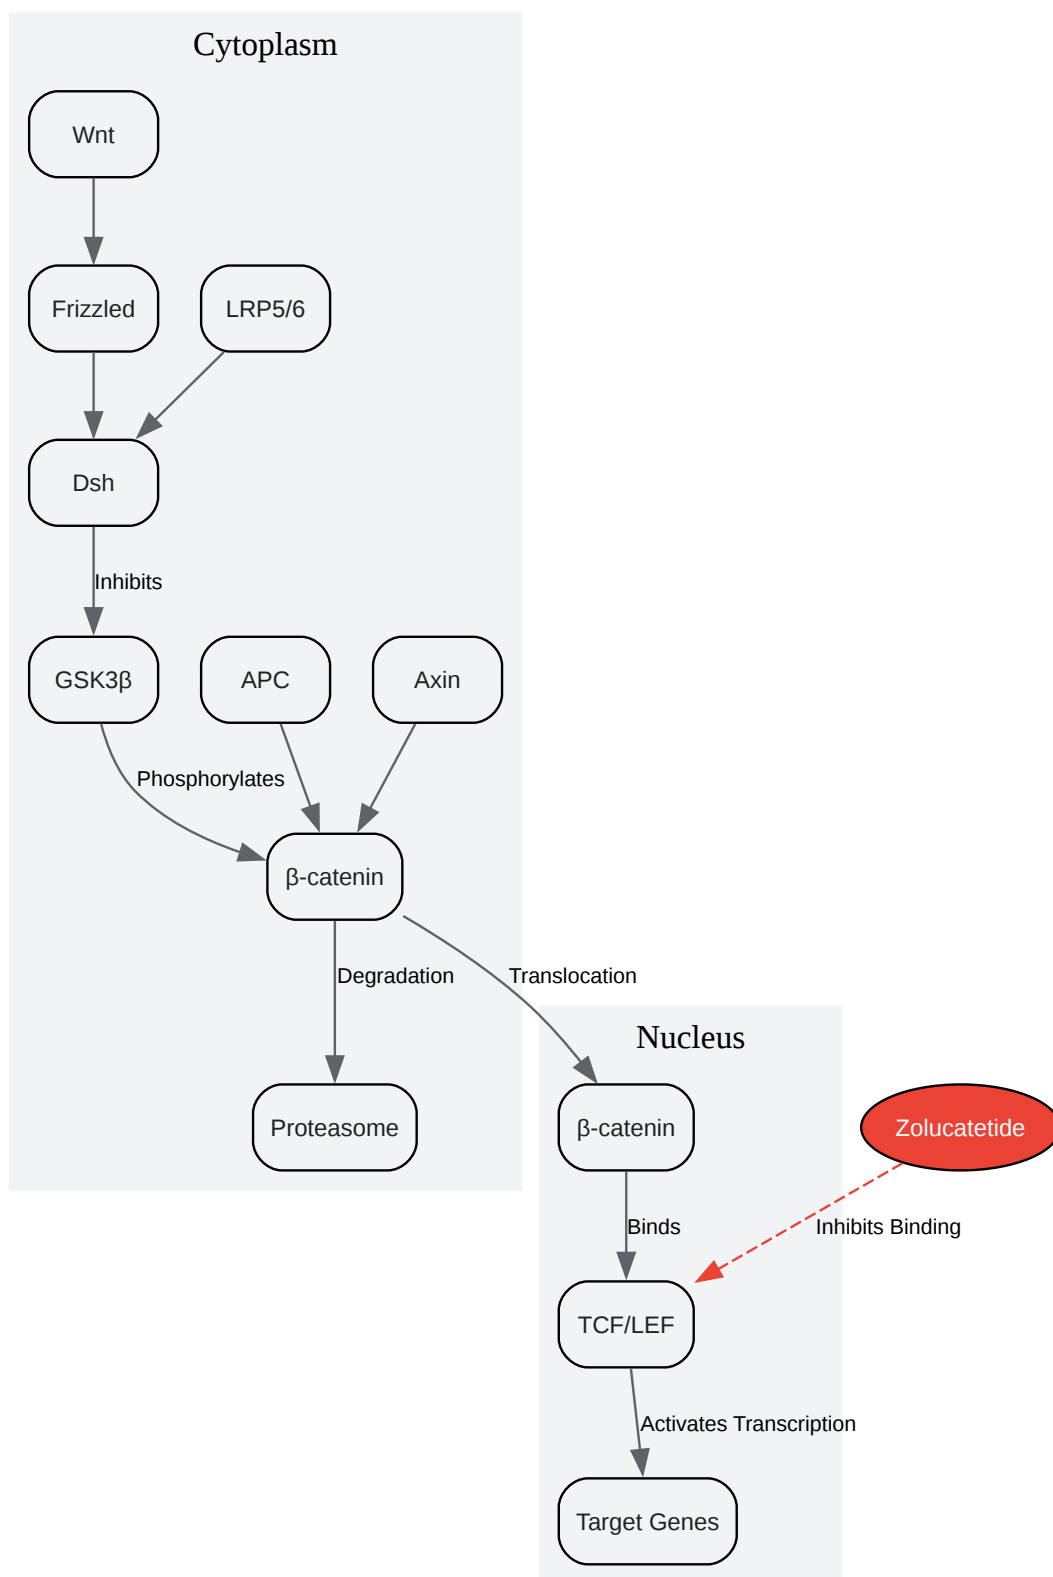 Cytoplasm
Wnt
Frizzled
LRP5/6
Dsh
Inhibits
GSK3β
APC
Axin
Phosphorylates
β-catenin
Degradation
Translocation
Proteasome
Nucleus
β-catenin
Zolucatetide
Binds
Inhibits Binding
TCF/LEF
Activates Transcription
Target Genes